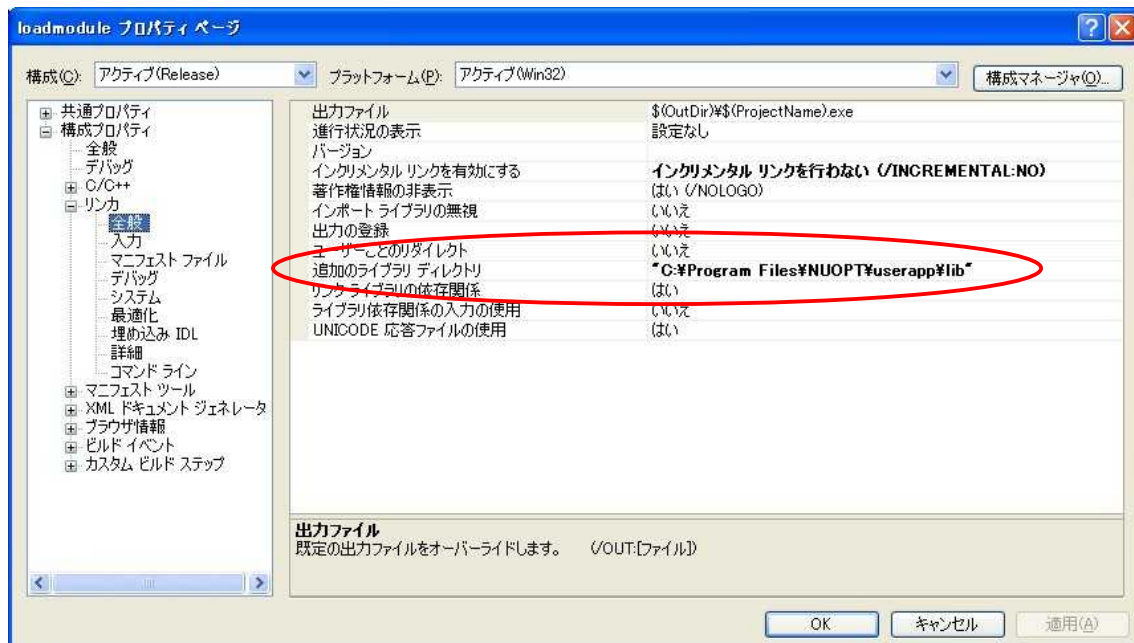 loadmodule プロパティ ページ
構成(C): アクティブ(Release) プラットフォーム(P): アクティブ(Win32) 構成マネージャ(O)...
共通プロパティ
構成プロパティ
全般
デバッグ
C/C++
リンカ
全般
入力
マニフェスト ファイル
デバッグ
システム
最適化
埋め込み IDL
詳細
コマンド ライン
マニフェスト ツール
XML ドキュメント ジェネレータ
ブラウザ情報
ビルド イベント
カスタム ビルド ステップ
出力ファイル $(OutDir)¥$(ProjectName).exe
進行状況の表示 設定なし
バージョン
インクリメンタル リンクを有効にする インクリメンタル リンクを行わない (/INCREMENTAL:NO)
著作権情報の非表示 はい (/NOLOGO)
インポート ライブラリの無視 いいえ
出力の登録 いいえ
ユーザーごとのリダイレクト いいえ
追加のライブラリ ディレクトリ "C:¥Program Files¥NUOPT¥userapp¥lib"
リンク ライブラリの依存関係 はい
ライブラリ依存関係の入力の使用 いいえ
UNICODE 応答ファイルの使用 はい
出力ファイル
既定の出力ファイルをオーバーライドします。 (/OUT:[ファイル])
OK キャンセル 適用(A)